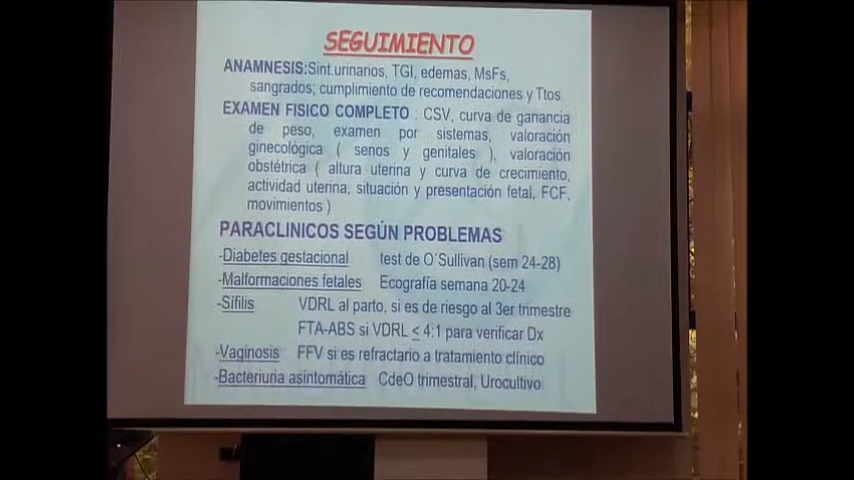 SEGUIMIENTO
ANAMNESIS:Sint.urinarios, TGI, edemas, MsFs,
sangrados; cumplimiento de recomendaciones y Ttos.
EXAMEN FISICO COMPLETO : CSV, curva de ganancia
de peso, examen por sistemas, valoración
ginecológica ( senos y genitales ), valoración
obstétrica ( altura uterina y curva de crecimiento,
actividad uterina, situación y presentación fetal, FCF,
movimientos )
PARACLINICOS SEGÚN PROBLEMAS
-Diabetes gestacional test de O´Sullivan (sem 24-28)
-Malformaciones fetales Ecografía semana 20-24
-Sífilis VDRL al parto, si es de riesgo al 3er trimestre
FTA-ABS si VDRL < 4:1 para verificar Dx
-Vaginosis FFV si es refractario a tratamiento clínico
-Bacteriuria asintomática CdeO trimestral, Urocultivo